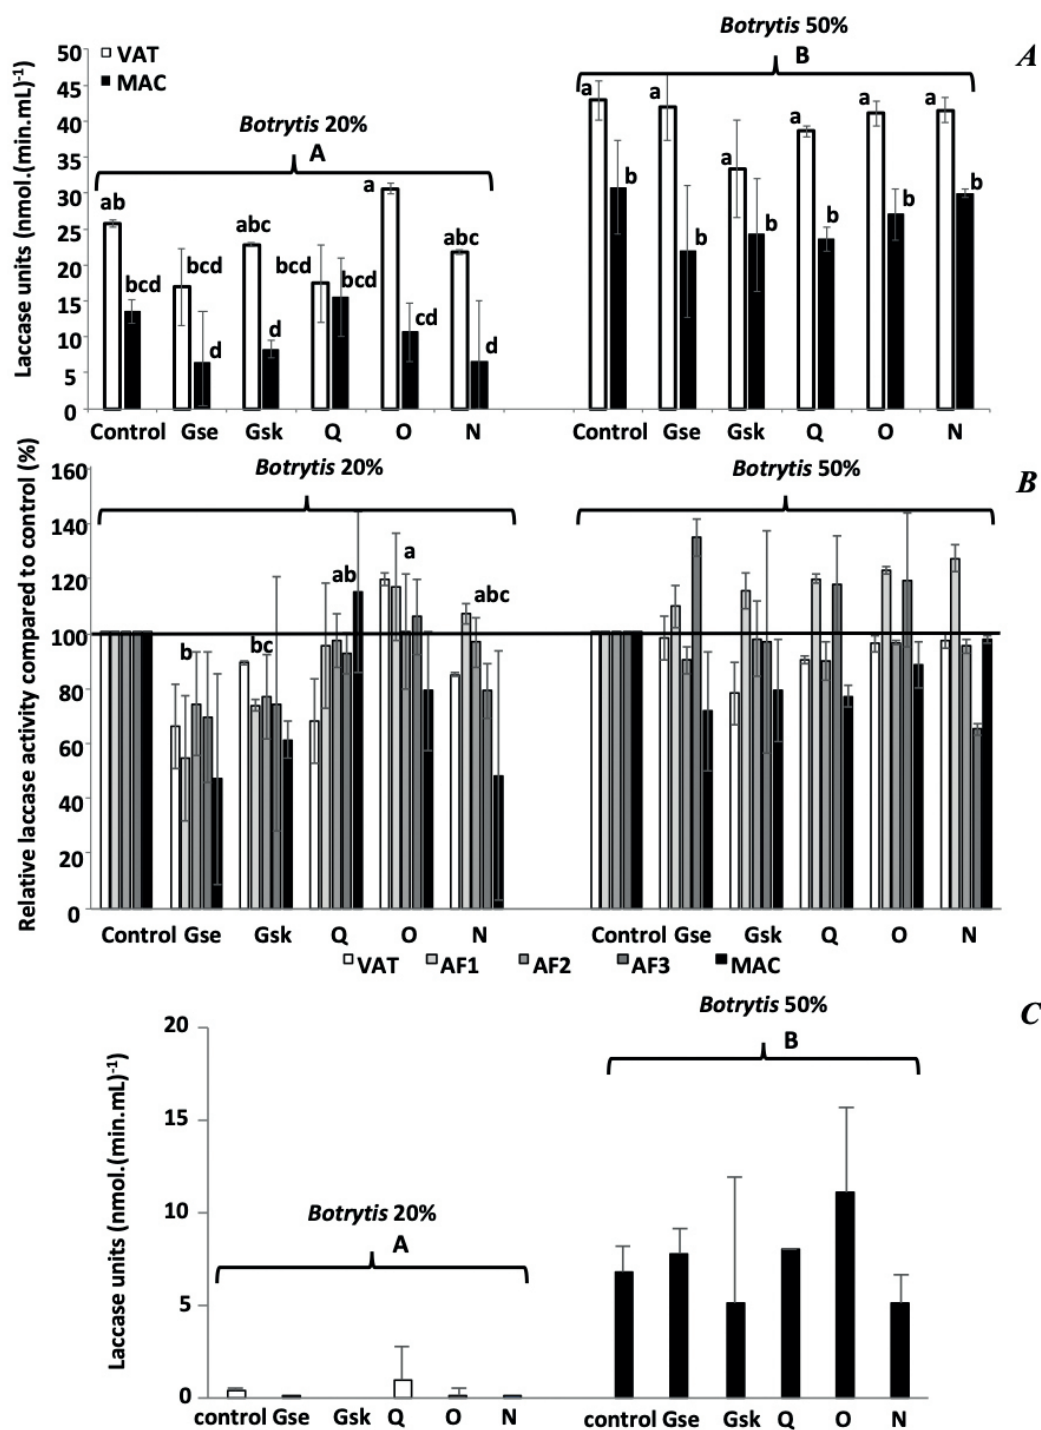 Botrytis 50%
A
B
50
VAT
45
MAC
40
Botrytis 20%
35
A
30
25
20
15
10
5
0
Laccase units (nmol.(min.mL)-1)
ab
bcd
bcd
d
abc
d
bcd
bcd
a
cd
abc
d
a
b
a
b
a
b
a
b
a
b
a
b
Control Gse Gsk Q O N
Control Gse Gsk Q O N
160
Botrytis 20%
Botrytis 50%
B
140
120
100
80
60
40
20
0
Relative laccase activity compared to control (%)
b
bc
ab
a
abc
Control Gse Gsk Q O N
Control Gse Gsk Q O N
VAT AF1 AF2 AF3 MAC
Botrytis 50%
C
B
20
15
10
5
0
Laccase units (nmol.(min.mL)-1)
Botrytis 20%
A
control Gse Gsk Q O N
control Gse Gsk Q O N